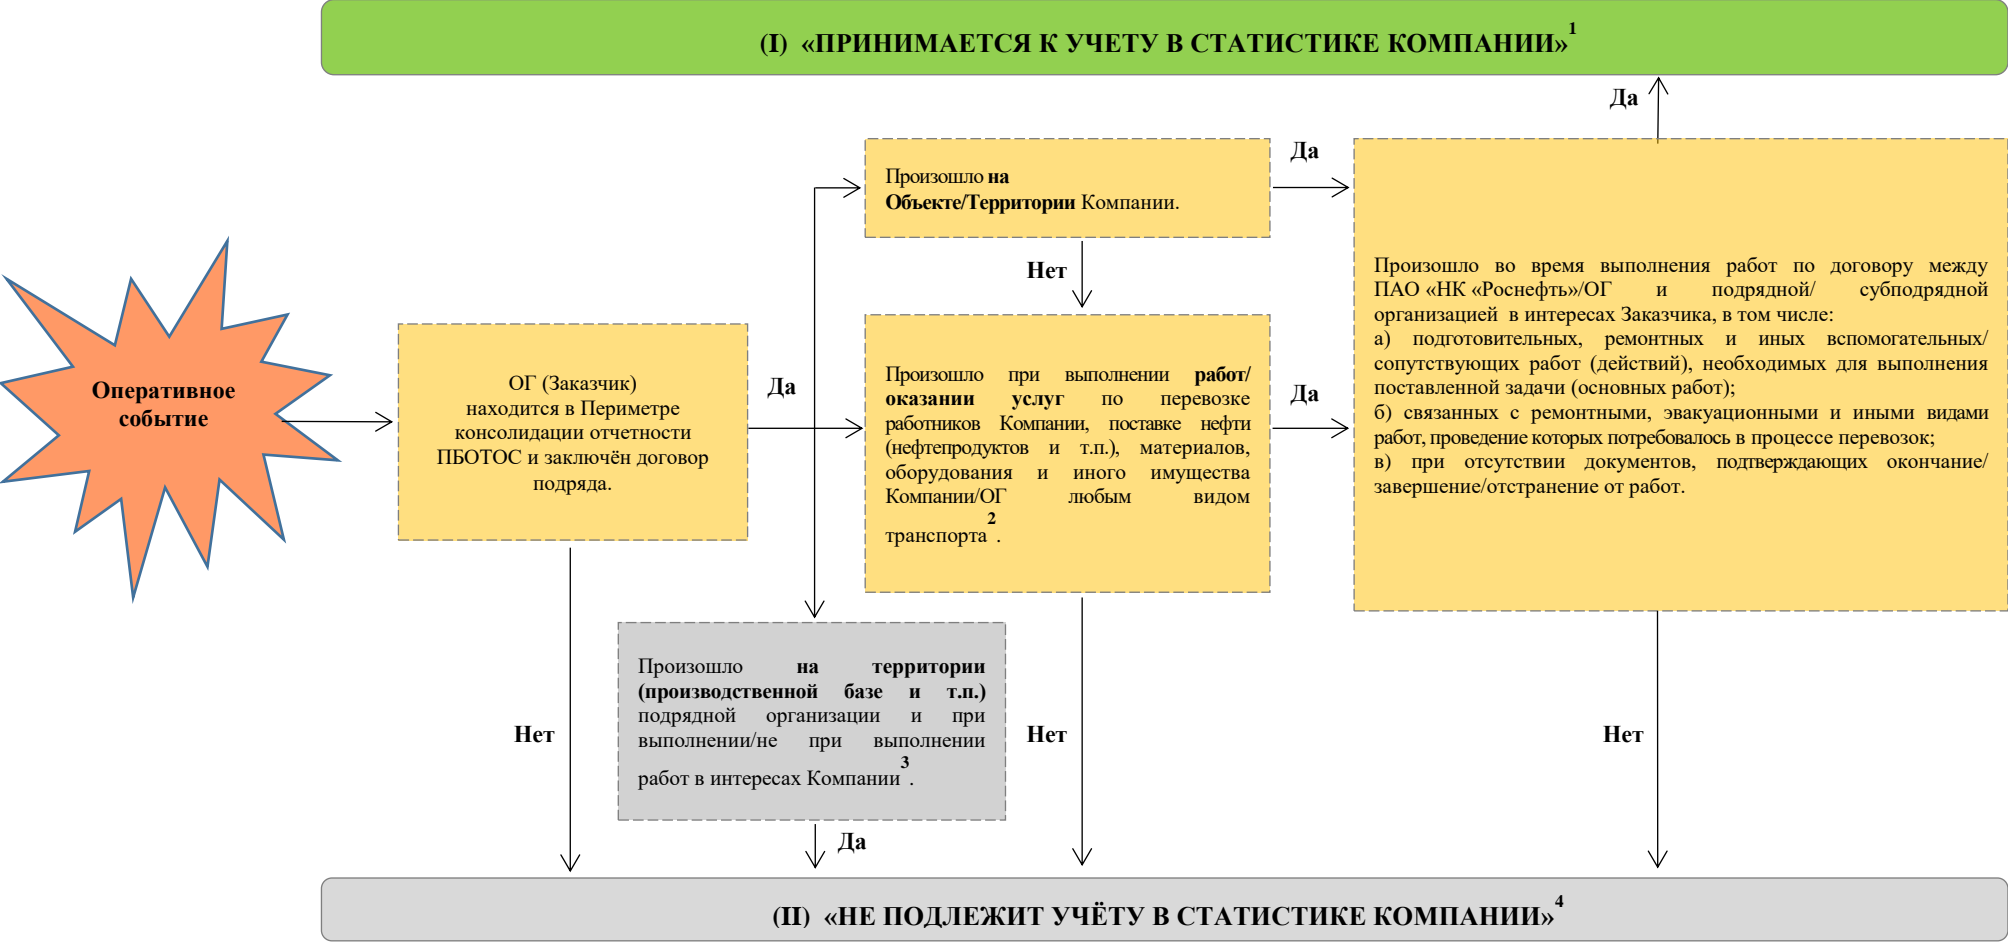 (I) «ПРИНИМАЕТСЯ К УЧЕТУ В СТАТИСТИКЕ КОМПАНИИ»1
Да
Произошло на
Объекте/Территории Компании.
Да
Нет
Оперативное
событие
ОГ (Заказчик)
находится в Периметре
консолидации отчетности
ПБОТОС и заключён договор
подряда.
Да
Произошло при выполнении работ/
оказании услуг по перевозке
работников Компании, поставке нефти
(нефтепродуктов и т.п.), материалов,
оборудования и иного имущества
Компании/ОГ любым видом
транспорта2.
Да
Произошло во время выполнения работ по договору между
ПАО «НК «Роснефть»/ОГ и подрядной/ субподрядной
организацией в интересах Заказчика, в том числе:
а) подготовительных, ремонтных и иных вспомогательных/
сопутствующих работ (действий), необходимых для выполнения
поставленной задачи (основных работ);
б) связанных с ремонтными, эвакуационными и иными видами
работ, проведение которых потребовалось в процессе перевозок;
в) при отсутствии документов, подтверждающих окончание/
завершение/отстранение от работ.
Нет
Произошло на территории
(производственной базе и т.п.)
подрядной организации и при
выполнении/не при выполнении
работ в интересах Компании3.
Нет
Нет
Да
(II) «НЕ ПОДЛЕЖИТ УЧЁТУ В СТАТИСТИКЕ КОМПАНИИ»4